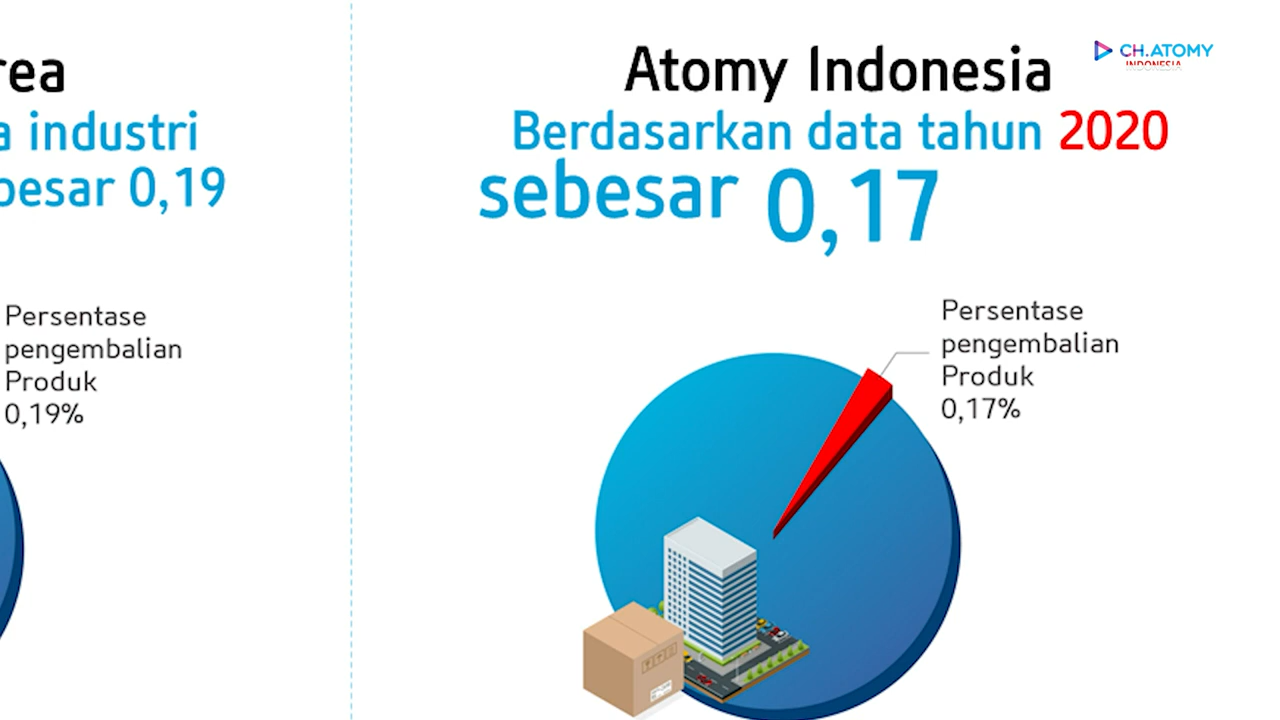 rea
a industri
besar 0,19
Persentase
pengembalian
Produk
0,19%
Atomy Indonesia
Berdasarkan data tahun 2020
sebesar 0,17
Persentase
pengembalian
Produk
0,17%
CH.ATOMY
INDONESIA